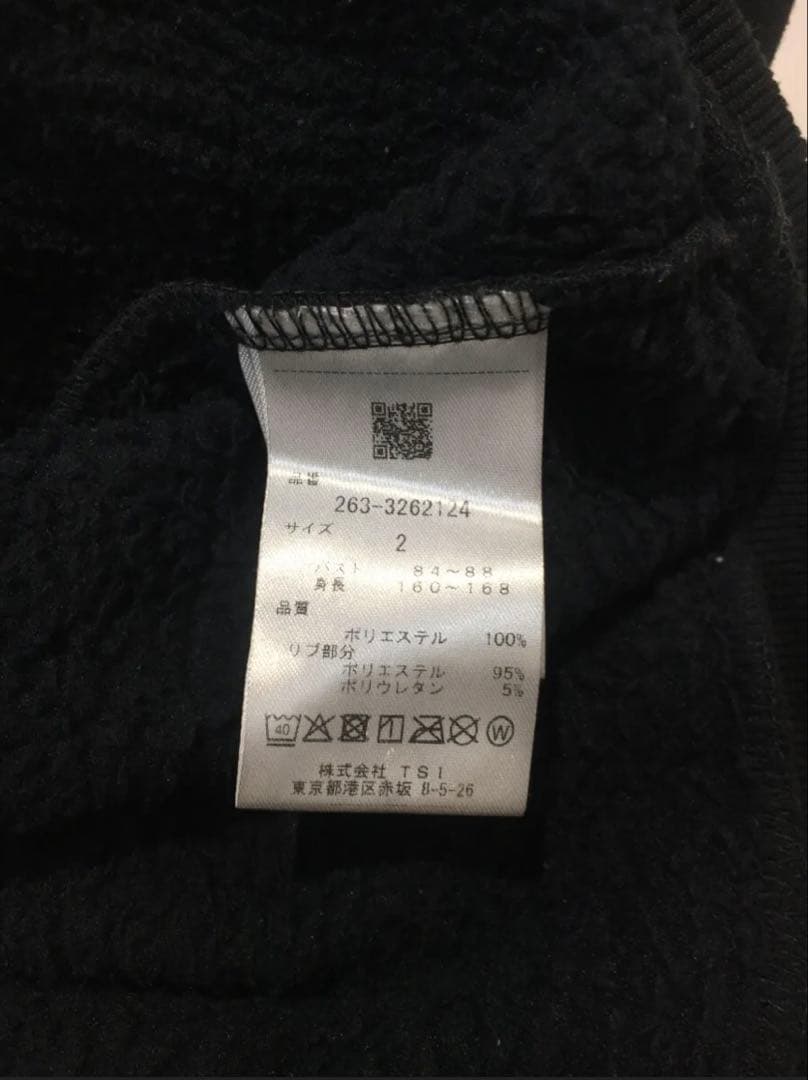 品番
263-3262124
サイズ
2
バスト 84～88
身長 160～168
品質
ポリエステル 100%
リブ部分
ポリエステル 95%
ポリウレタン 5%
40 W
株式会社 TSI
東京都港区赤坂 8-5-26